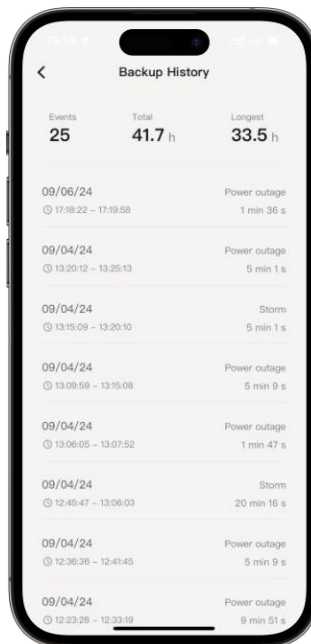 Backup History
Events Total Longest
25 41.7 h 33.5 h
09/06/24 Power outage
17:18:22 – 17:19:58 1 min 36 s
09/04/24 Power outage
13:20:12 – 13:25:13 5 min 1 s
09/04/24 Storm
13:15:09 – 13:20:10 5 min 1 s
09/04/24 Power outage
13:09:59 – 13:15:08 5 min 9 s
09/04/24 Power outage
13:06:05 – 13:07:52 1 min 47 s
09/04/24 Storm
12:45:47 – 13:06:03 20 min 16 s
09/04/24 Power outage
12:36:36 – 12:41:45 5 min 9 s
09/04/24 Power outage
12:23:28 – 12:33:19 9 min 51 s